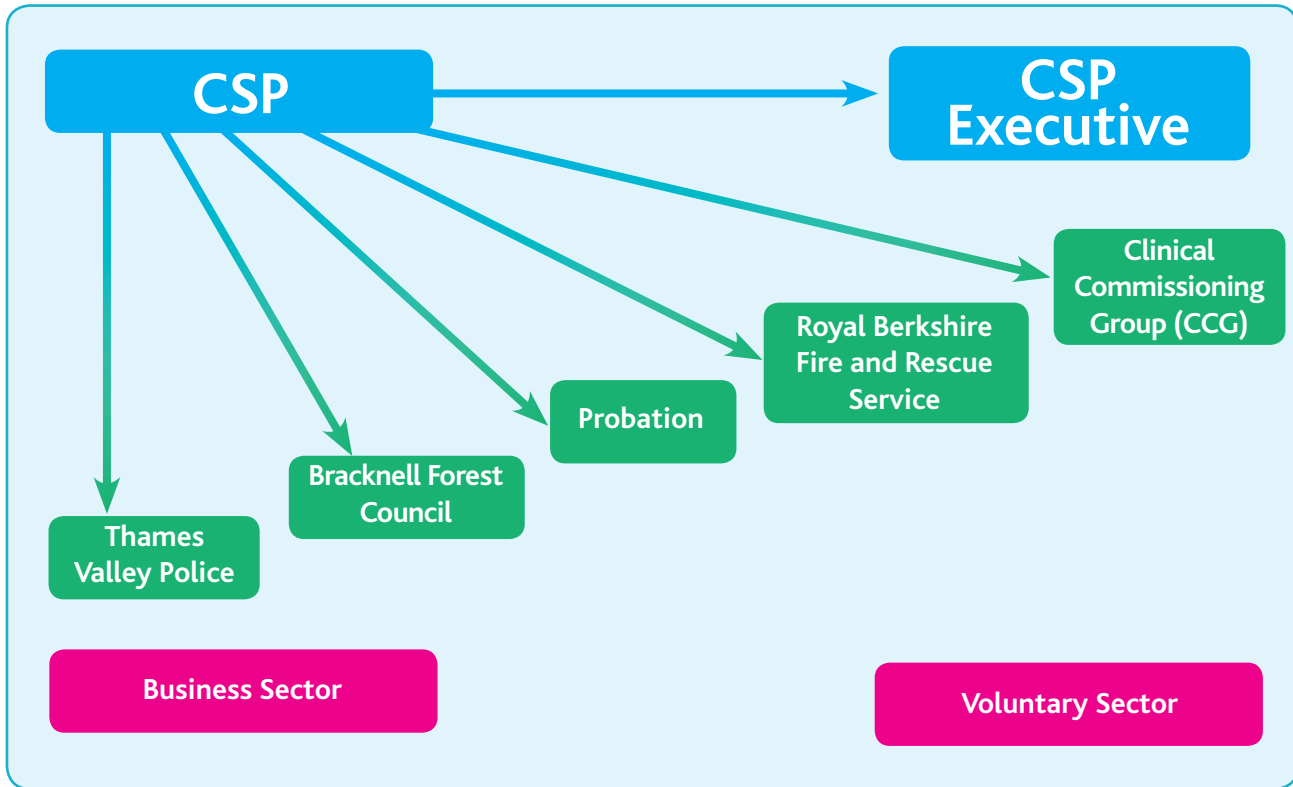 CSP
CSP
Executive
Clinical
Commissioning
Group (CCG)
Royal Berkshire
Fire and Rescue
Service
Probation
Bracknell Forest
Council
Thames
Valley Police
Business Sector
Voluntary Sector